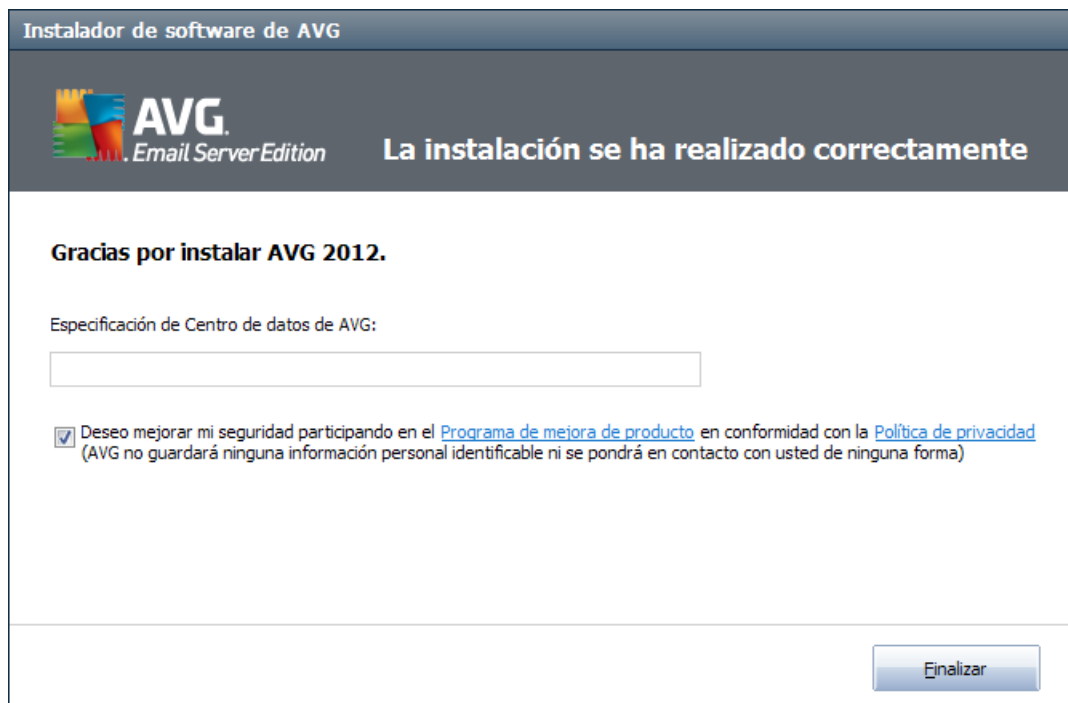 Instalador de software de AVG
AVG.
Email Server Edition
La instalación se ha realizado correctamente
Gracias por instalar AVG 2012.
Especificación de Centro de datos de AVG:
Deseo mejorar mi seguridad participando en el Programa de mejora de producto en conformidad con la Política de privacidad
(AVG no guardará ninguna información personal identificable ni se pondrá en contacto con usted de ninguna forma)
Finalizar